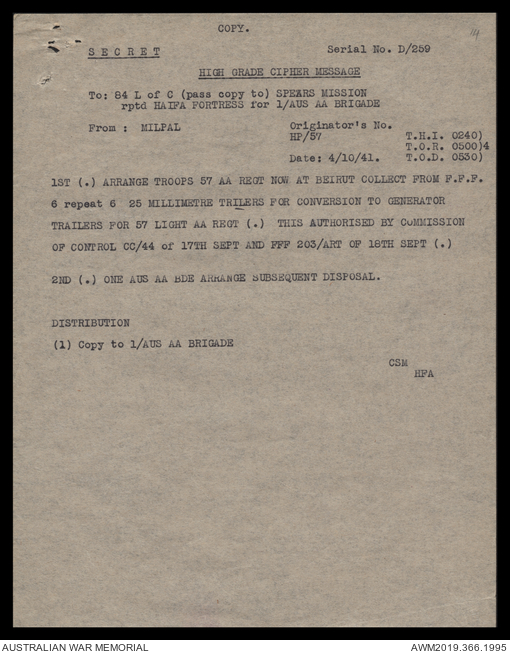 COPY.
14
SECRET Serial No. D/259
HIGH GRADE CIPHER MESSAGE
To: 84 L of C (pass copy to) SPEARS MISSION
rptd HAIFA FORTRESS for 1/AUS AA BRIGADE
From : MILPAL Originator's No.
HP/57 T.H.I. 0240)
T.O.R. 0500)4
Date: 4/10/41. T.O.D. 0530)
1ST (.) ARRANGE TROOPS 57 AA REGT NOW AT BEIRUT COLLECT FROM F.F.F.
6 repeat 6 25 MILLIMETRE TRILERS FOR CONVERSION TO GENERATOR
TRAILERS FOR 57 LIGHT AA REGT (.) THIS AUTHORISED BY COMMISSION
OF CONTROL CC/44 of 17TH SEPT AND FFF 203/ART OF 18TH SEPT (.)
2ND (.) ONE AUS AA BDE ARRANGE SUBSEQUENT DISPOSAL.
DISTRIBUTION
(1) Copy to 1/AUS AA BRIGADE
CSM
HFA
AUSTRALIAN WAR MEMORIAL AWM2019.366.1995